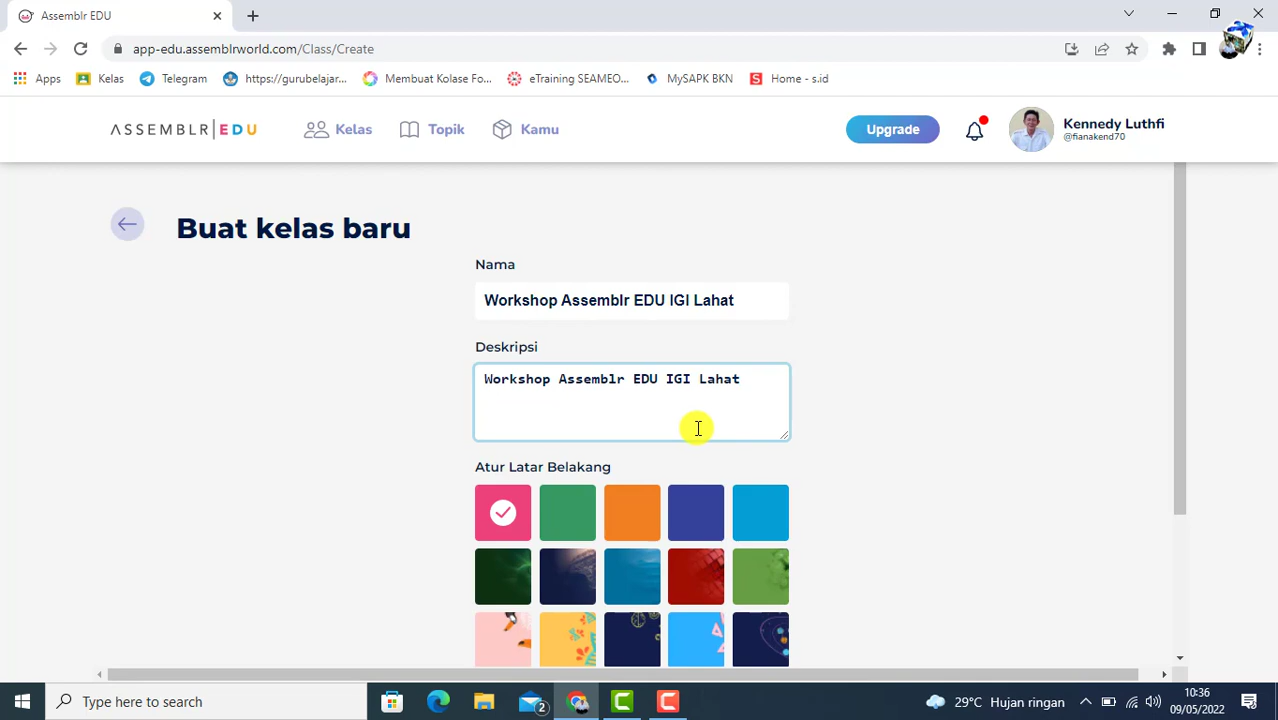 Assemblr EDU
app-edu.assemblrworld.com/Class/Create
Apps
Kelas
Telegram
https://gurubelajar...
Membuat Kolase Fo...
eTraining SEAMEO...
MySAPK BKN
Home - s.id
ASSEMBLR EDU
Kelas
Topik
Kamu
Upgrade
Kennedy Luthfi
@fianakend70
Buat kelas baru
Nama
Workshop Assemblr EDU IGI Lahat
Deskripsi
Workshop Assemblr EDU IGI Lahat
Atur Latar Belakang
Type here to search
2
29°C Hujan ringan
10:36
09/05/2022